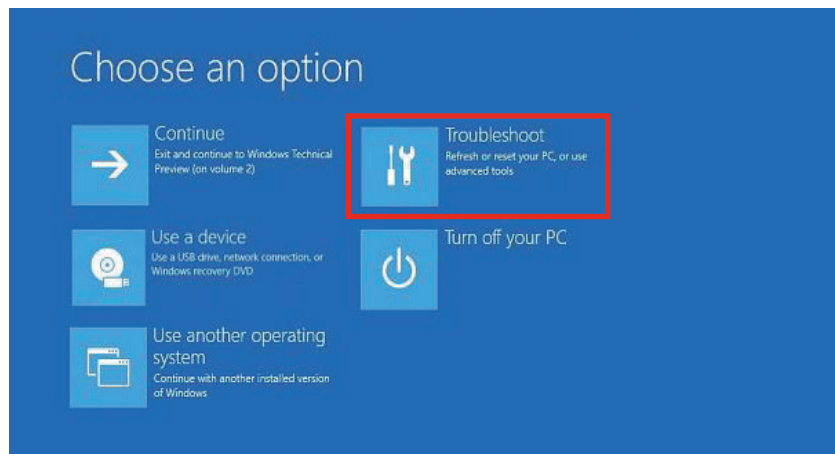 Choose an option
Continue
Exit and continue to Windows Technical
Preview (on volume 2)
Troubleshoot
Refresh or reset your PC, or use
advanced tools
Use a device
Use a USB drive, network connection, or
Windows recovery DVD
Turn off your PC
Use another operating
system
Continue with another installed version
of Windows